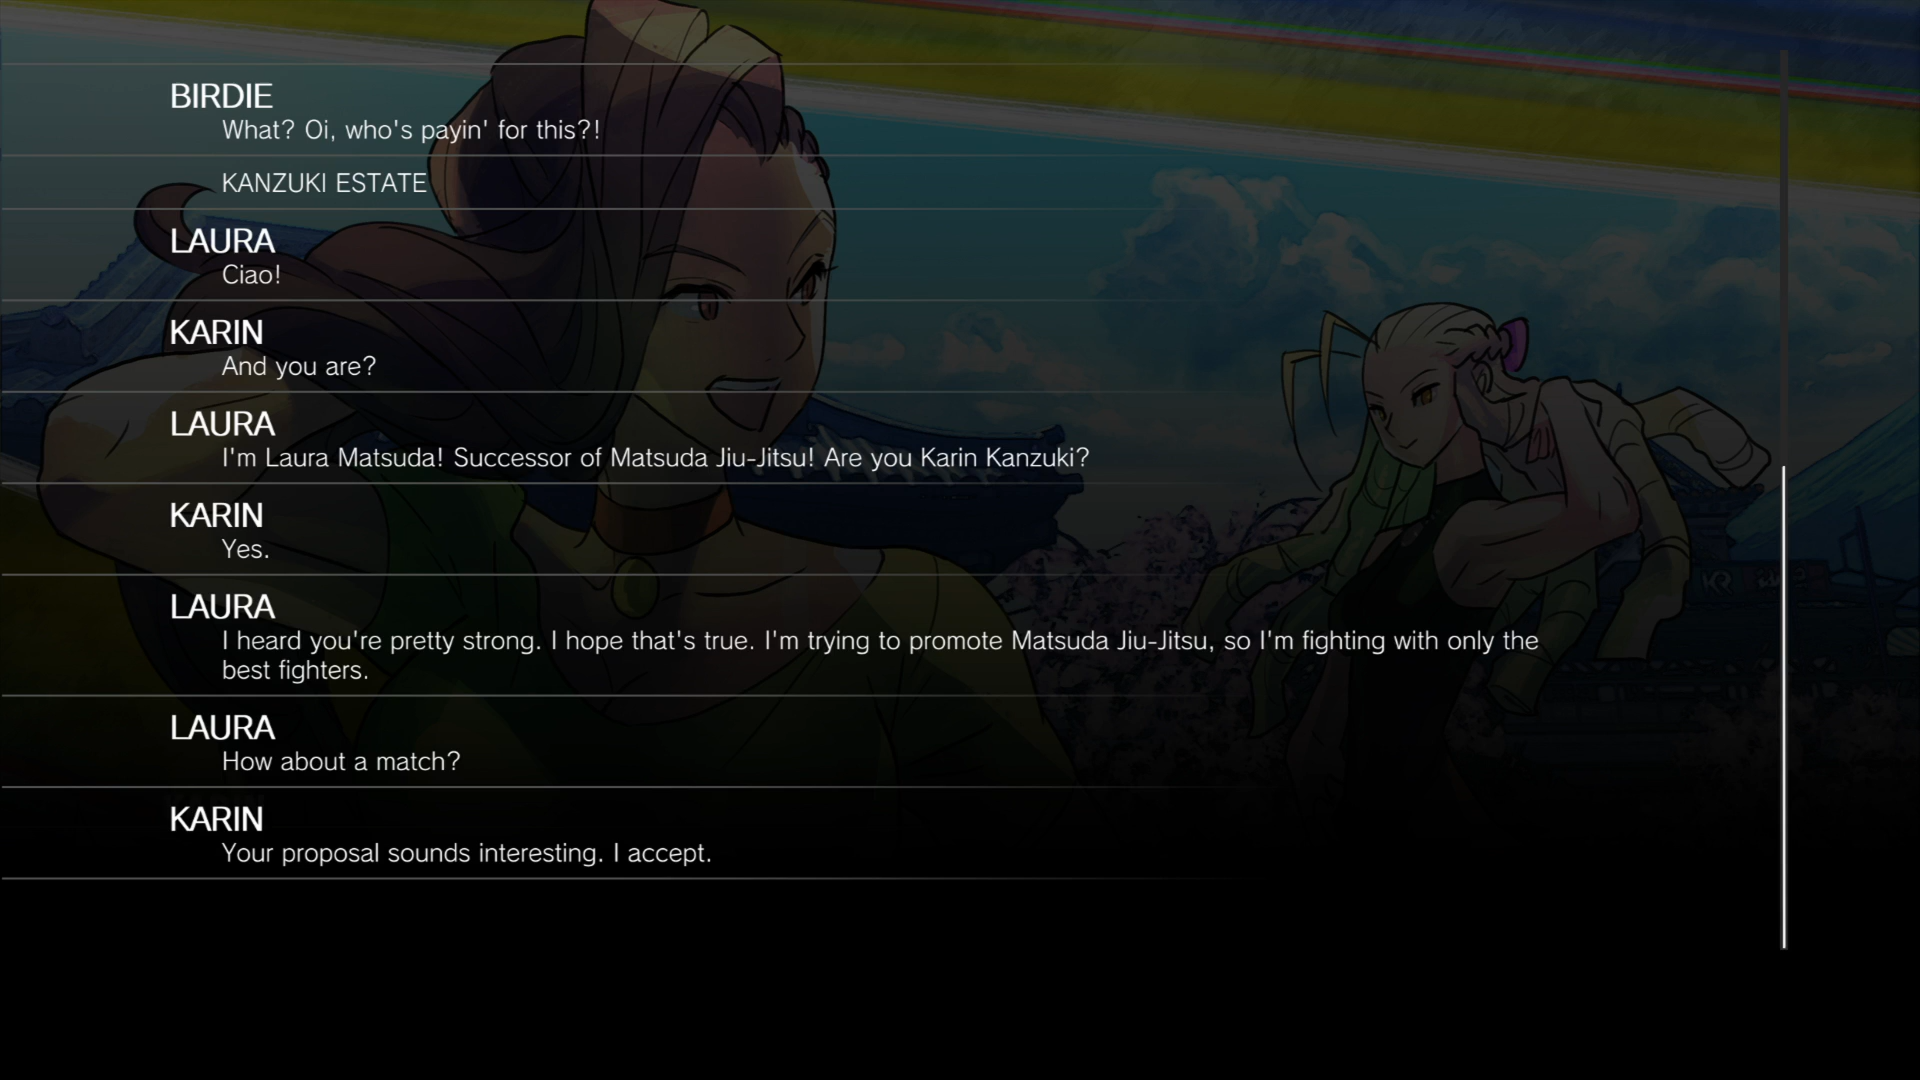 BIRDIE
What? Oi, who's payin' for this?!
KANZUKI ESTATE
LAURA
Ciao!
KARIN
And you are?
LAURA
I'm Laura Matsuda! Successor of Matsuda Jiu-Jitsu! Are you Karin Kanzuki?
KARIN
Yes.
LAURA
I heard you're pretty strong. I hope that's true. I'm trying to promote Matsuda Jiu-Jitsu, so I'm fighting with only the
best fighters.
LAURA
How about a match?
KARIN
Your proposal sounds interesting. I accept.